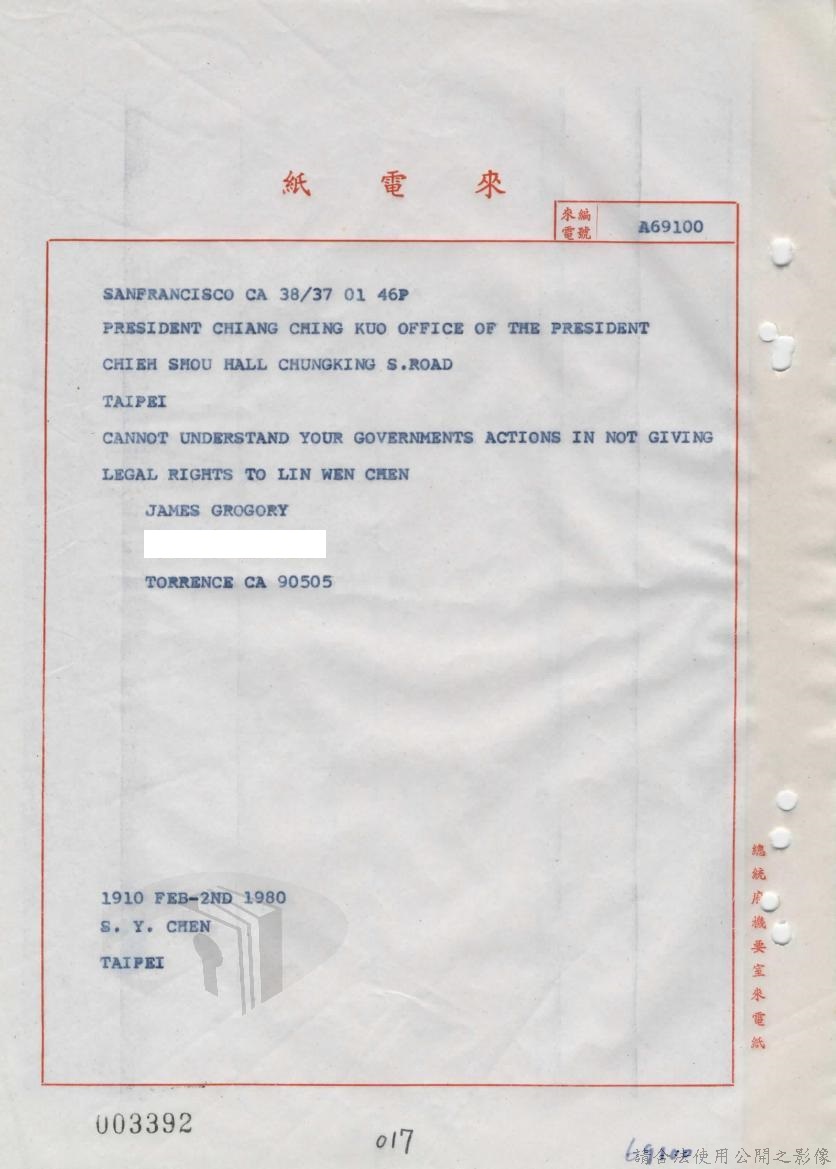 紙 電 來
來電 編號 A69100
SANFRANCISCO CA 38/37 01 46P
PRESIDENT CHIANG CHING KUO OFFICE OF THE PRESIDENT
CHIEH SHOU HALL CHUNGKING S.ROAD
TAIPEI
CANNOT UNDERSTAND YOUR GOVERNMENTS ACTIONS IN NOT GIVING
LEGAL RIGHTS TO LIN WEN CHEN
JAMES GROGORY
TORRENCE CA 90505
1910 FEB-2ND 1980
S. Y. CHEN
TAIPEI
總統府機要室來電紙
003392
017
請合法使用公開之影像